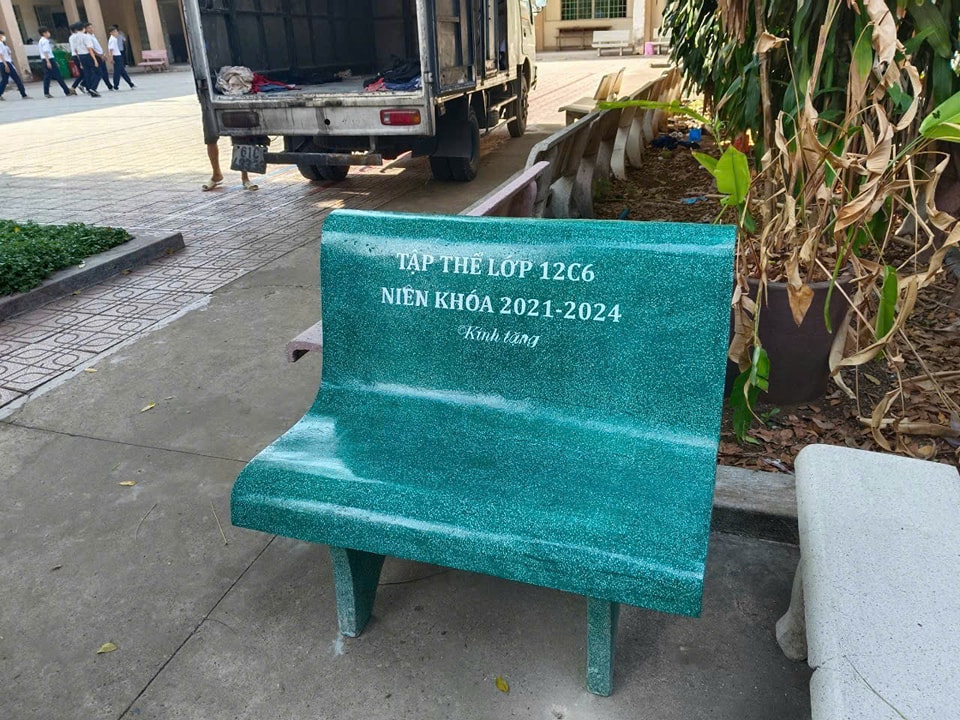 TẬP THỂ LỚP 12C6
NIÊN KHÓA 2021-2024
Kính tặng